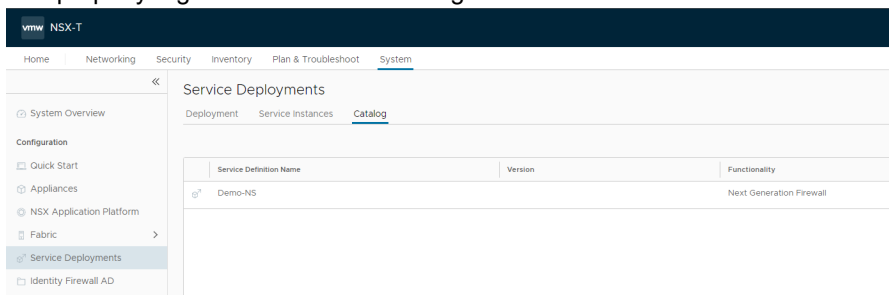 vmw NSX-T
Home Networking Security Inventory Plan & Troubleshoot System
«
Service Deployments
System Overview
Deployment Service Instances Catalog
Configuration
Quick Start
Service Definition Name Version Functionality
Appliances
Demo-NS Next Generation Firewall
NSX Application Platform
Fabric >
Service Deployments
Identity Firewall AD